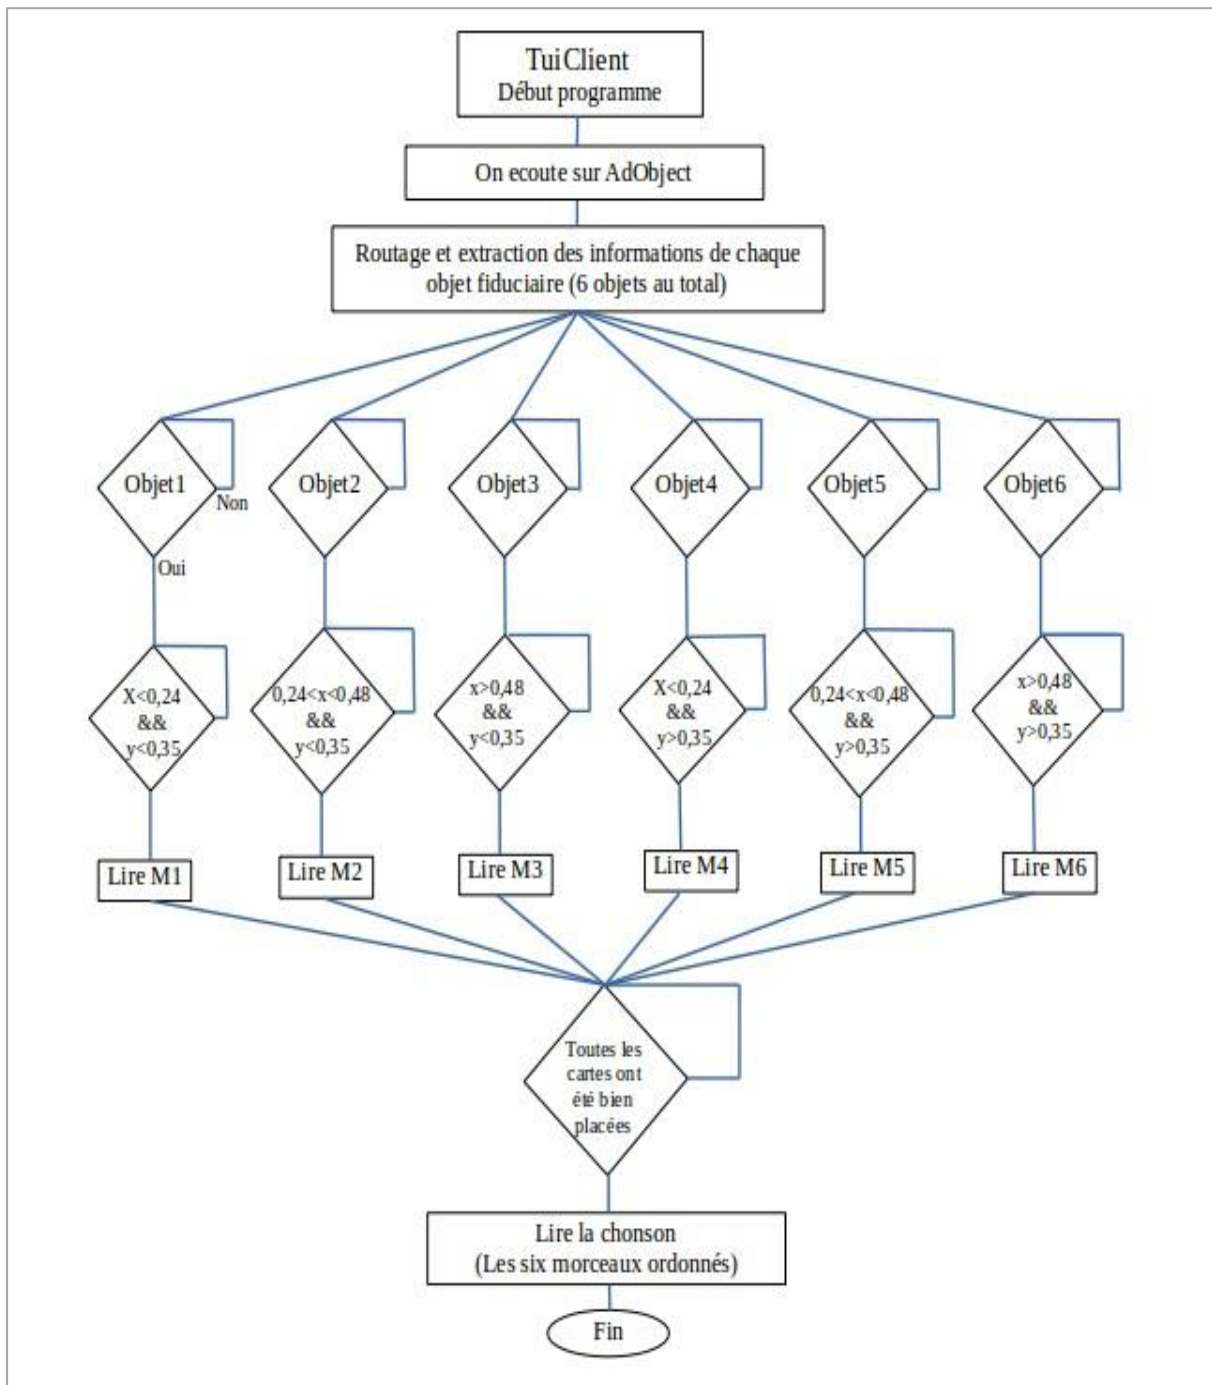 TuiClient
Début programme
On ecoute sur AdObject
Routage et extraction des informations de chaque
objet fiduciaire (6 objets au total)
Objet1
Objet2
Objet3
Objet4
Objet5
Objet6
Non
Oui
X<0,24
&&
y<0,35
0,24<x<0,48
&&
y<0,35
x>0,48
&&
y<0,35
X<0,24
&&
y>0,35
0,24<x<0,48
&&
y>0,35
x>0,48
&&
y>0,35
Lire M1
Lire M2
Lire M3
Lire M4
Lire M5
Lire M6
Toutes les
cartes ont
été bien
placées
Lire la chonson
(Les six morceaux ordonnés)
Fin